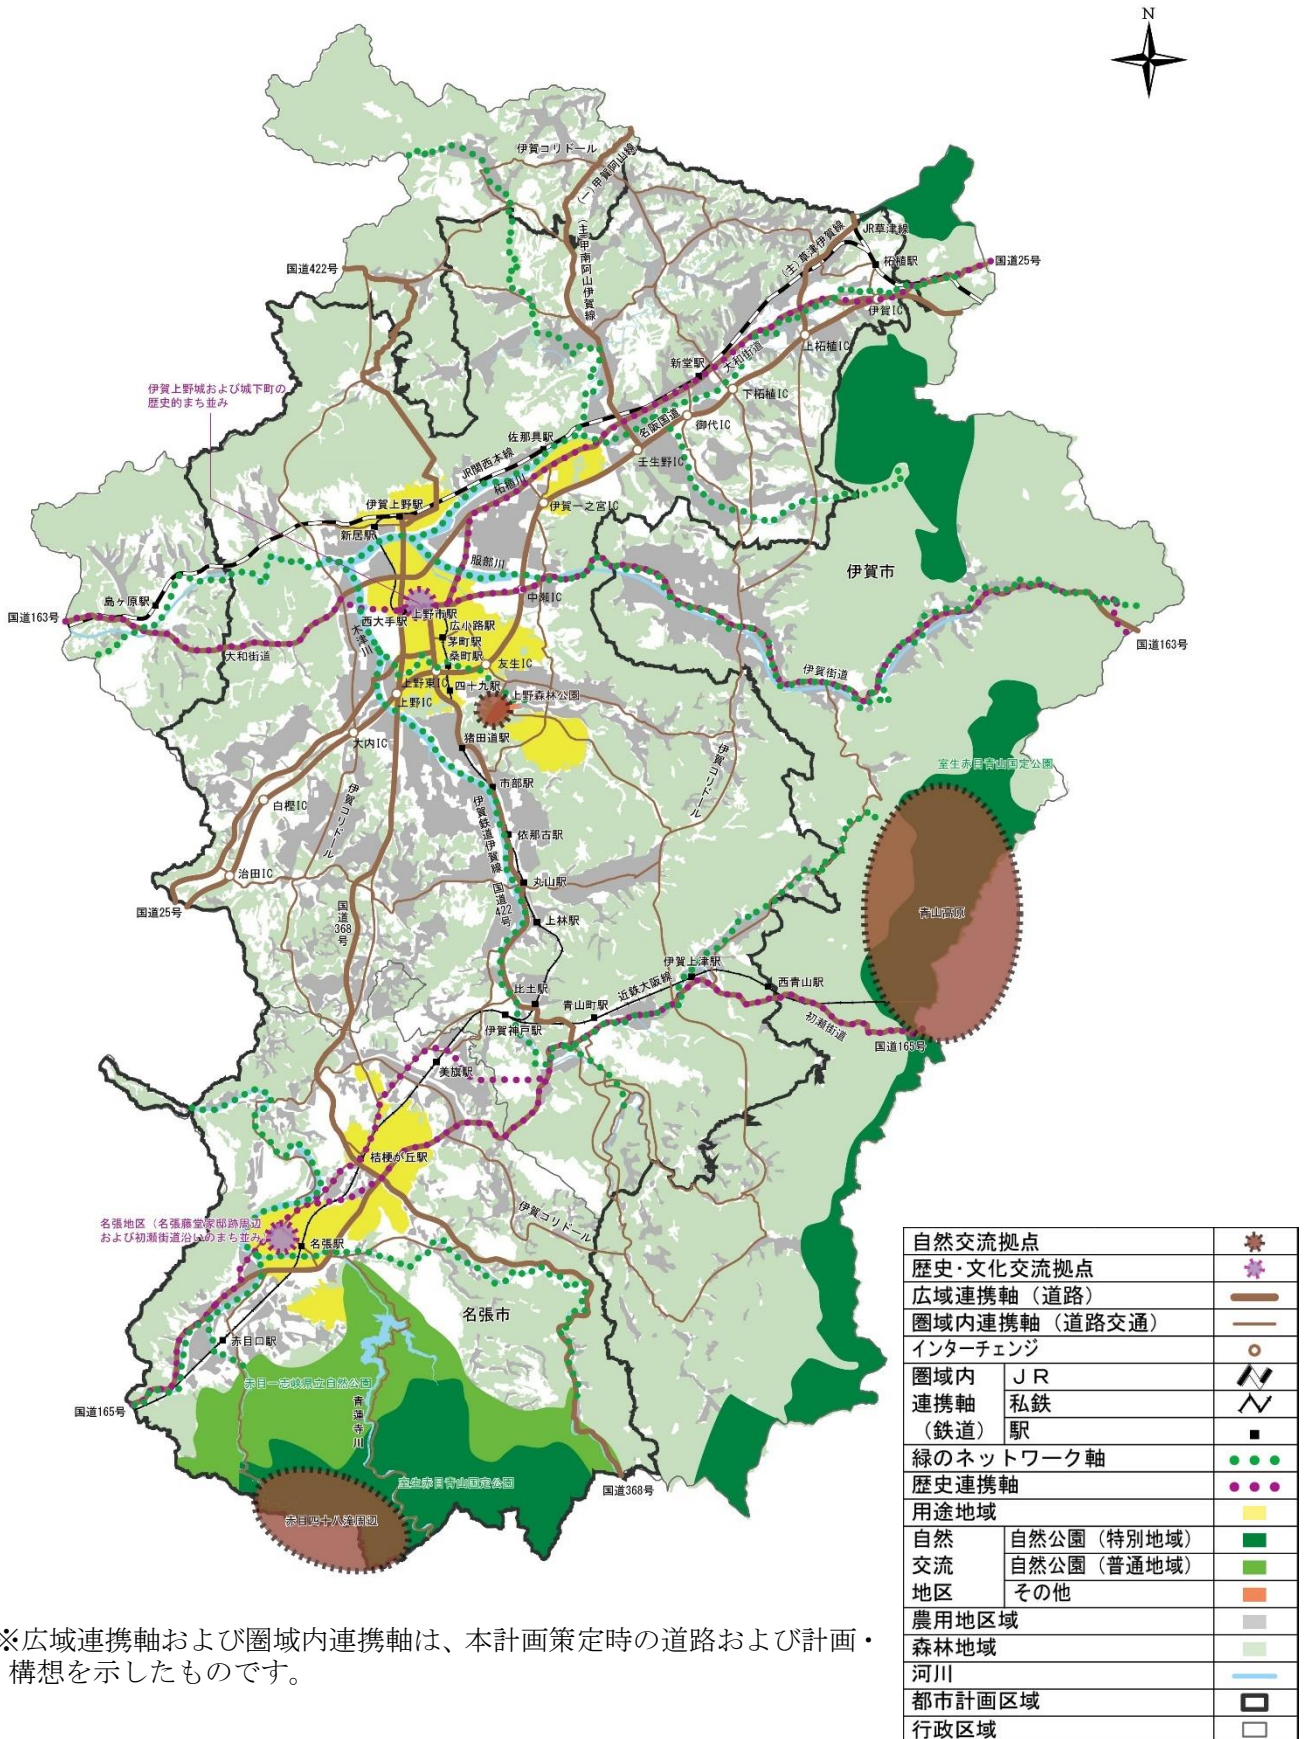 N
伊賀コリドール
(一)甲賀阿山線
(主)甲南阿山伊賀線
(主)草津伊賀線
JR草津線
柘植駅
国道25号
国道422号
伊賀IC
上柘植IC
新堂駅
大和街道
下柘植IC
伊賀上野城および城下町の
歴史的まち並み
名阪国道
御代IC
佐那具駅
壬生野IC
JR関西本線
柘植川
伊賀上野駅
伊賀一之宮IC
新居駅
服部川
伊賀市
島ヶ原駅
中瀬IC
国道163号
西大手駅
上野市駅
広小路駅
茅町駅
桑町駅
国道163号
大和街道
木津川
友生IC
伊賀街道
上野東IC
四十九駅
上野森林公園
上野IC
大内IC
猪田道駅
伊賀コリドール
室生赤目青山国定公園
市部駅
白樫IC
伊賀コリドール
伊賀鉄道伊賀線
依那古駅
治田IC
丸山駅
国道25号
国道368号
国道422号
上林駅
青山高原
伊賀上津駅
近鉄大阪線
西青山駅
比土駅
青山町駅
伊賀神戸駅
初瀬街道
国道165号
美旗駅
桔梗が丘駅
名張地区(名張藤堂家邸跡周辺
および初瀬街道沿いのまち並み)
伊賀コリドール
名張駅
名張市
赤目口駅
赤目一志峡県立自然公園
国道165号
青蓮寺川
室生赤目青山国定公園
国道368号
赤目四十八滝周辺
自然交流拠点
歴史・文化交流拠点
広域連携軸(道路)
圏域内連携軸(道路交通)
インターチェンジ
圏域内 JR
連携軸 私鉄
(鉄道) 駅
緑のネットワーク軸
歴史連携軸
用途地域
自然 自然公園(特別地域)
交流 自然公園(普通地域)
地区 その他
農用地区域
森林地域
河川
都市計画区域
行政区域
※広域連携軸および圏域内連携軸は、本計画策定時の道路および計画・
構想を示したものです。